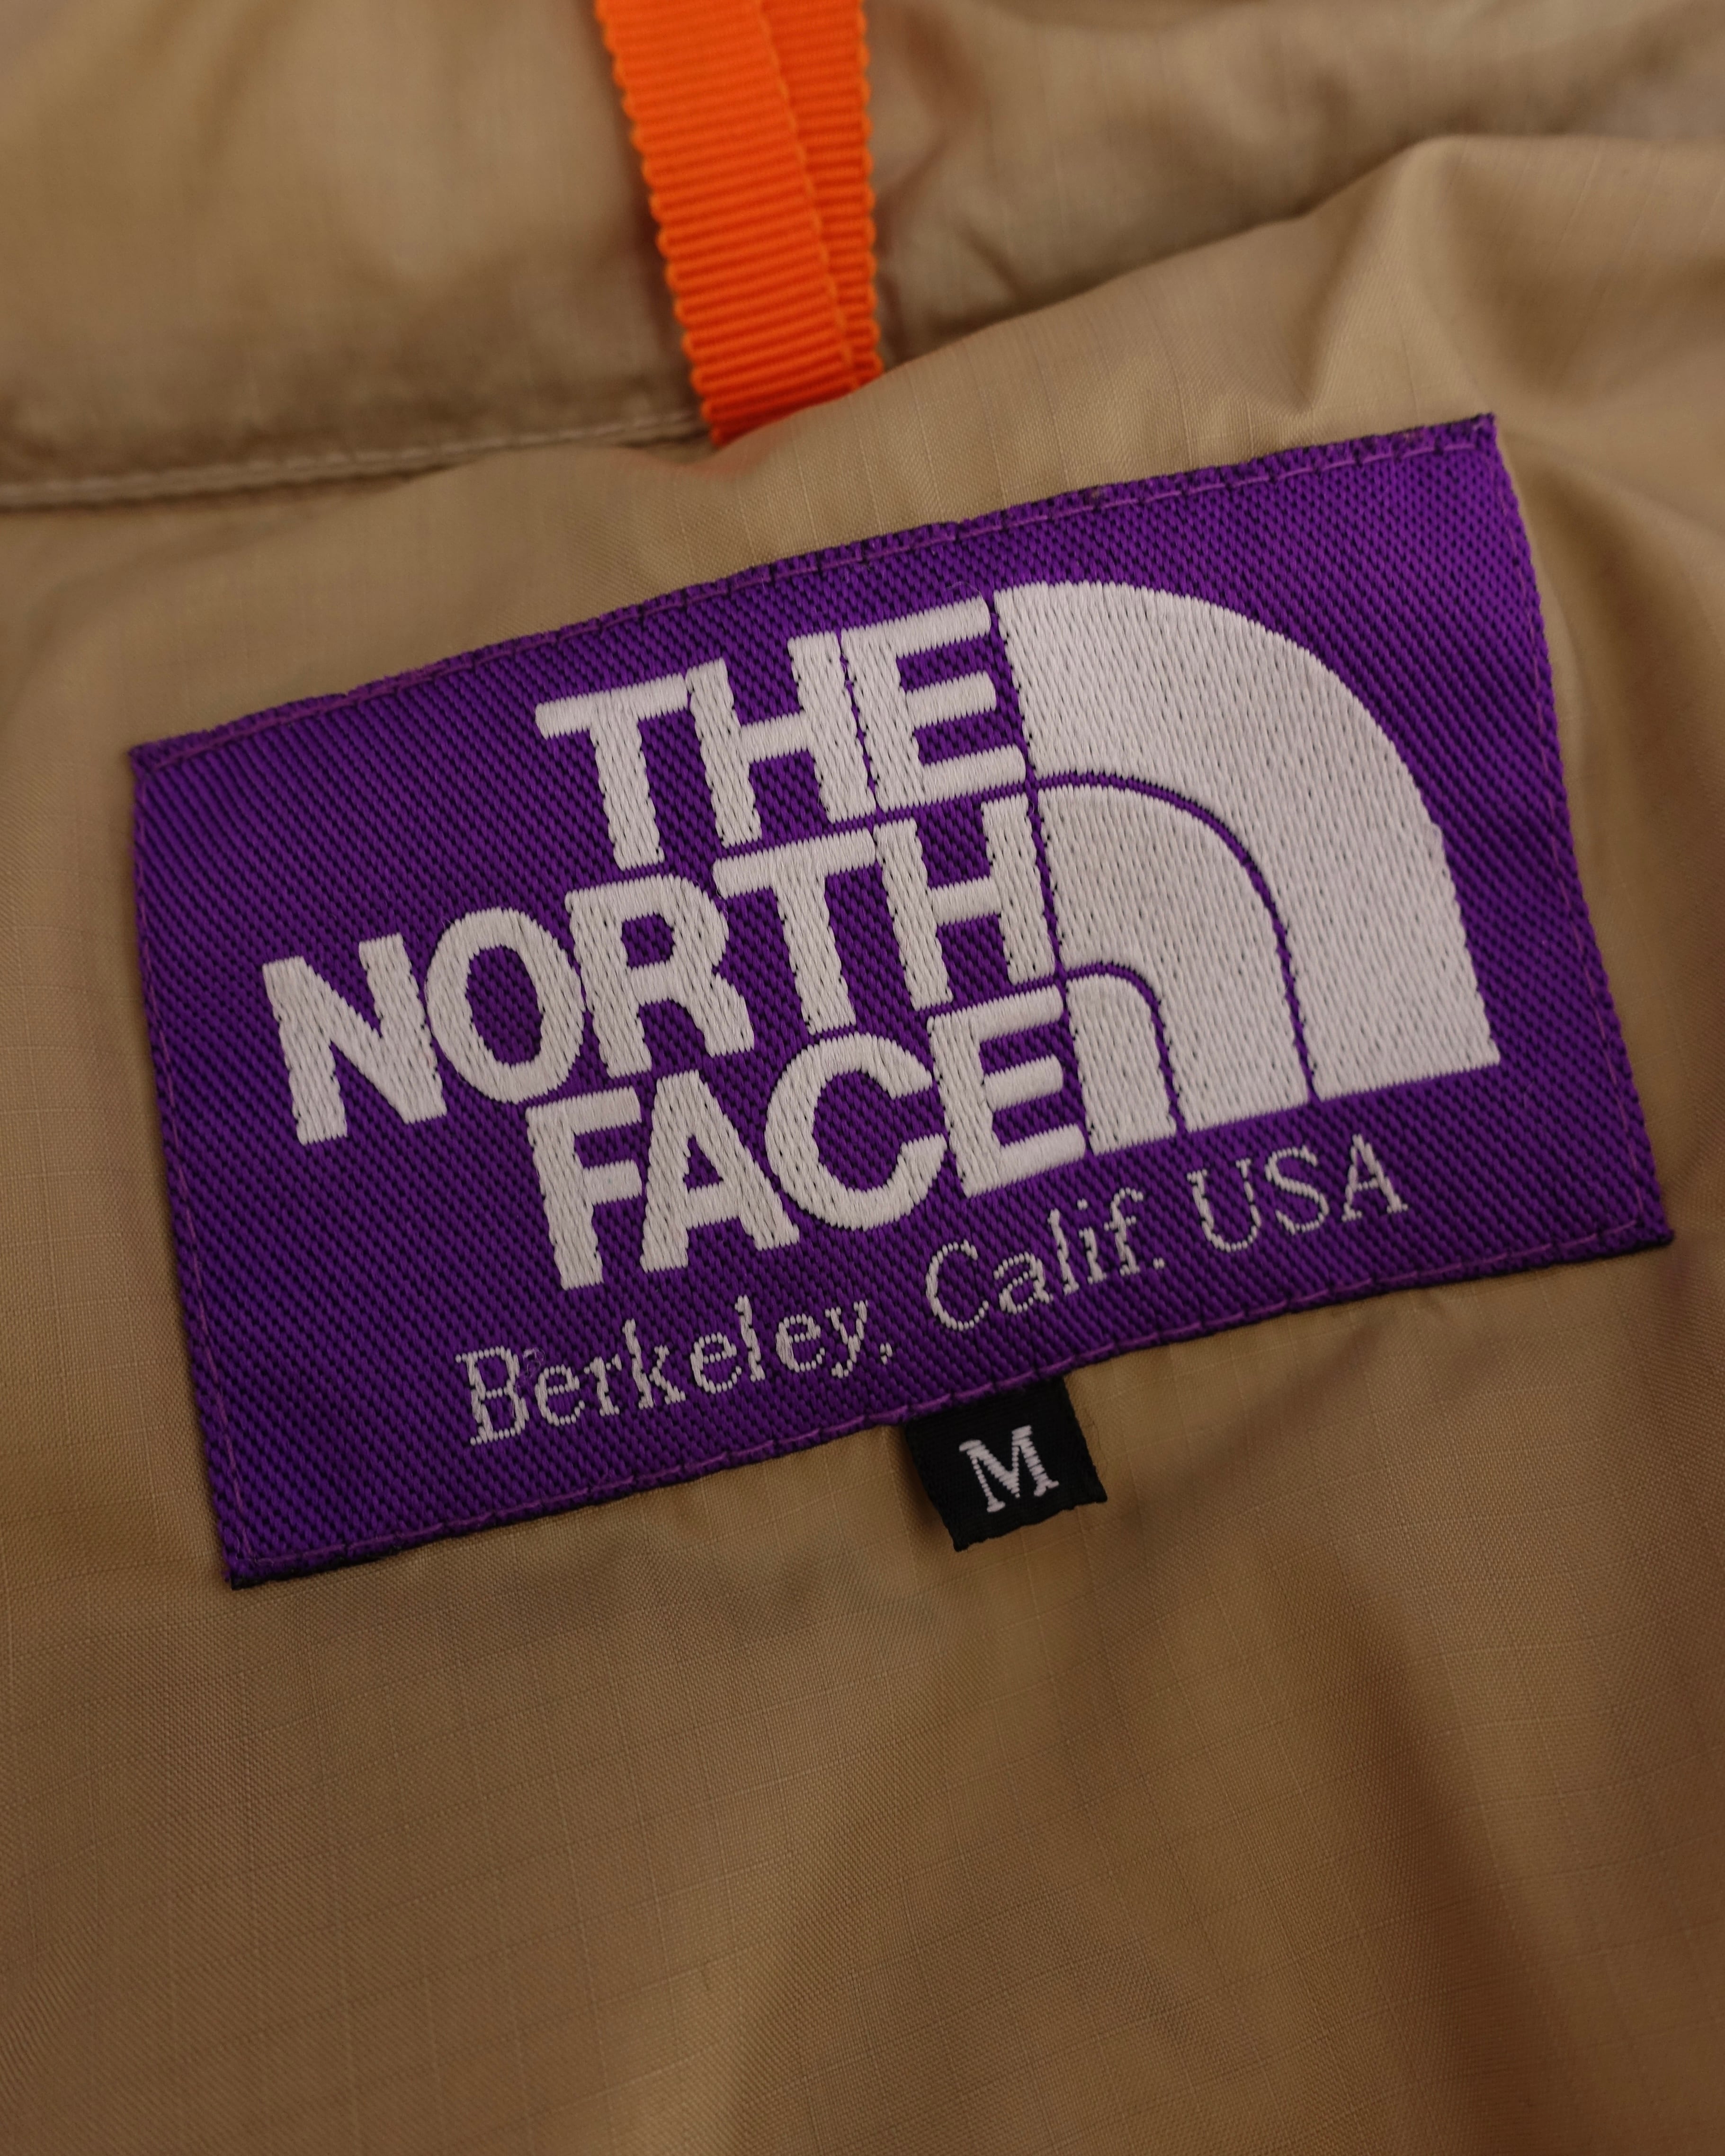 THE
NORTH
FACE
Berkeley, Calif. USA
M